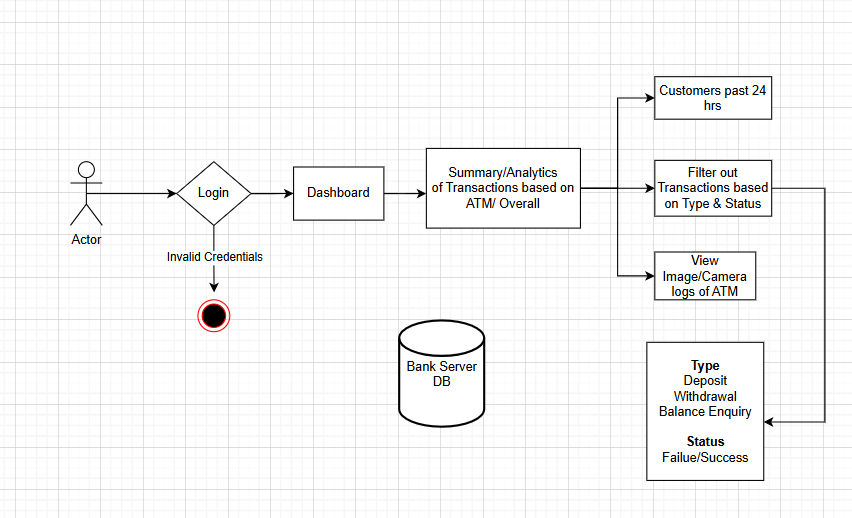 Actor
Login
Invalid Credentials
Dashboard
Summary/Analytics
of Transactions based on
ATM/ Overall
Customers past 24
hrs
Filter out
Transactions based
on Type & Status
View
Image/Camera
logs of ATM
Bank Server
DB
Type
Deposit
Withdrawal
Balance Enquiry
Status
Failue/Success